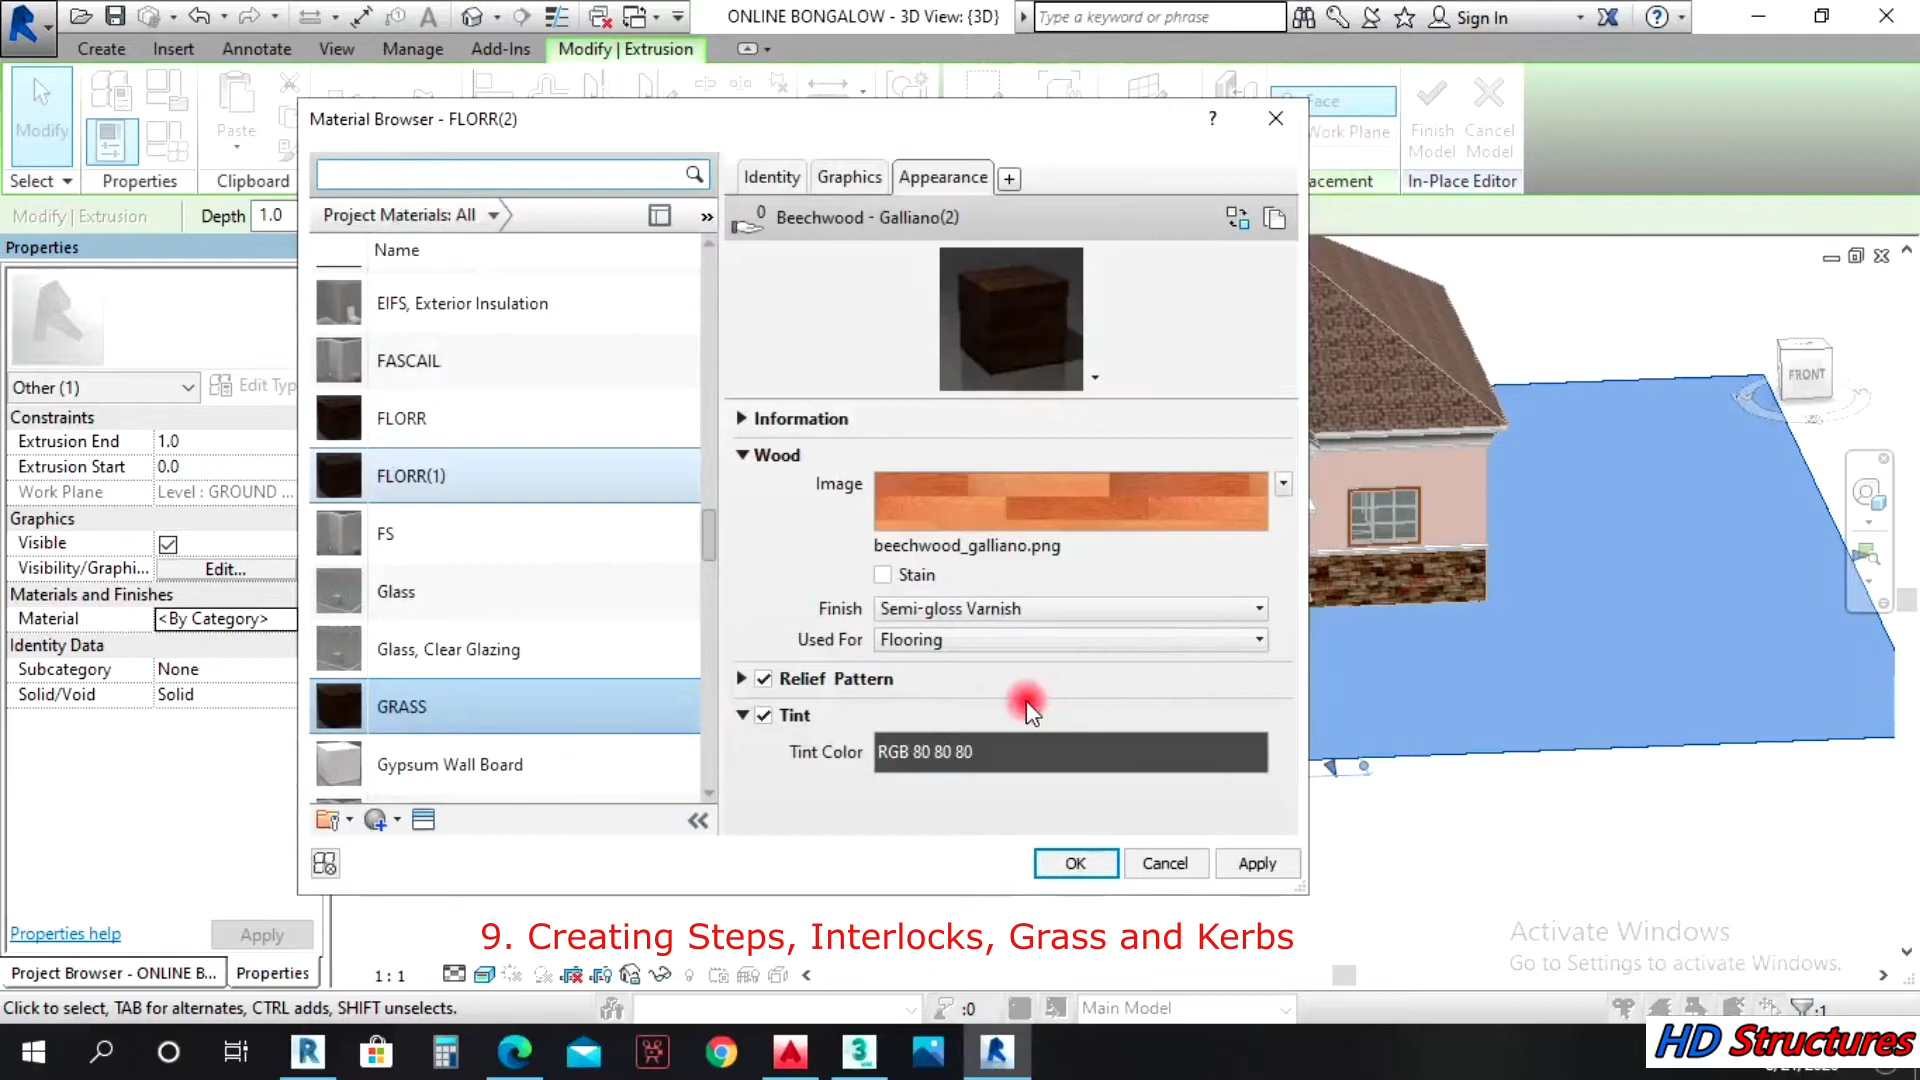 ONLINE BONGALOW - 3D View: {3D}
Type a keyword or phrase
Sign In
Create
Insert
Annotate
View
Manage
Add-Ins
Modify | Extrusion
Modify
Paste
Face
Work Plane
Finish Model
Cancel Model
Select
Properties
Clipboard
acement
In-Place Editor
Modify | Extrusion
Depth 1.0
Properties
Other (1)
Edit Typ
Constraints
Extrusion End 1.0
Extrusion Start 0.0
Work Plane Level : GROUND ...
Graphics
Visible
Visibility/Graphi... Edit...
Materials and Finishes
Material <By Category>
Identity Data
Subcategory None
Solid/Void Solid
Properties help
Apply
Project Browser - ONLINE B...
Properties
Material Browser - FLORR(2)
?
Project Materials: All
»
Name
EIFS, Exterior Insulation
FASCAIL
FLORR
FLORR(1)
FS
Glass
Glass, Clear Glazing
GRASS
Gypsum Wall Board
Identity
Graphics
Appearance
+
0
Beechwood - Galliano(2)
Information
Wood
Image
beechwood_galliano.png
Stain
Finish Semi-gloss Varnish
Used For Flooring
Relief Pattern
Tint
Tint Color RGB 80 80 80
OK
Cancel
Apply
FRONT
9. Creating Steps, Interlocks, Grass and Kerbs
Activate Windows
Go to Settings to activate Windows.
1 : 1
Click to select, TAB for alternates, CTRL adds, SHIFT unselects.
:0
Main Model
:1
HD Structures